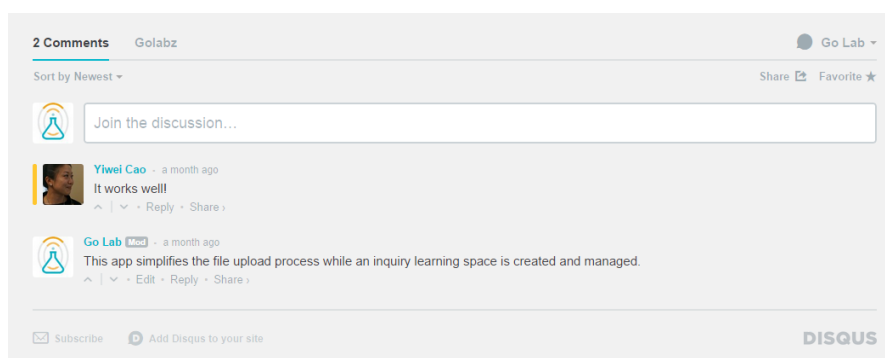 2 Comments Golabz Go Lab
Sort by Newest Share Favorite
Join the discussion...
Yiwei Cao - a month ago
It works well!
• Reply • Share ›
Go Lab Mod - a month ago
This app simplifies the file upload process while an inquiry learning space is created and managed.
• Edit • Reply • Share ›
Subscribe D Add Disqus to your site DISQUS